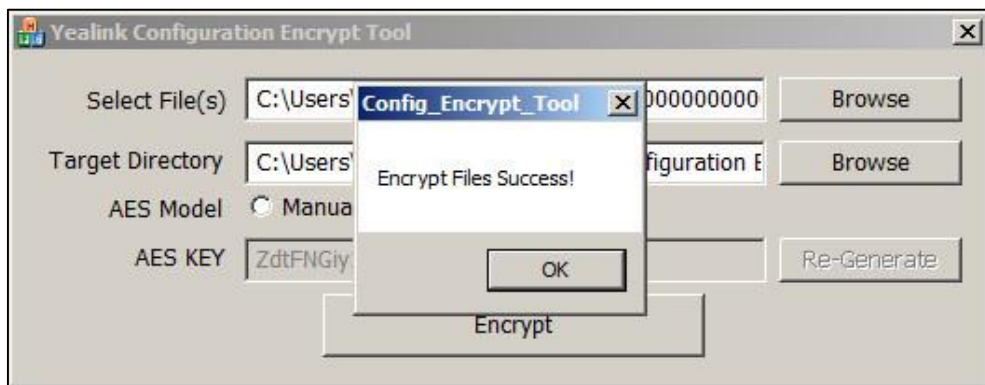 Yealink Configuration Encrypt Tool
Select File(s) C:\Users\ 000000000 Browse
Config_Encrypt_Tool
Target Directory C:\Users\ figuration E Browse
Encrypt Files Success!
AES Model Manua
AES KEY ZdtFNGiy Re-Generate
OK
Encrypt